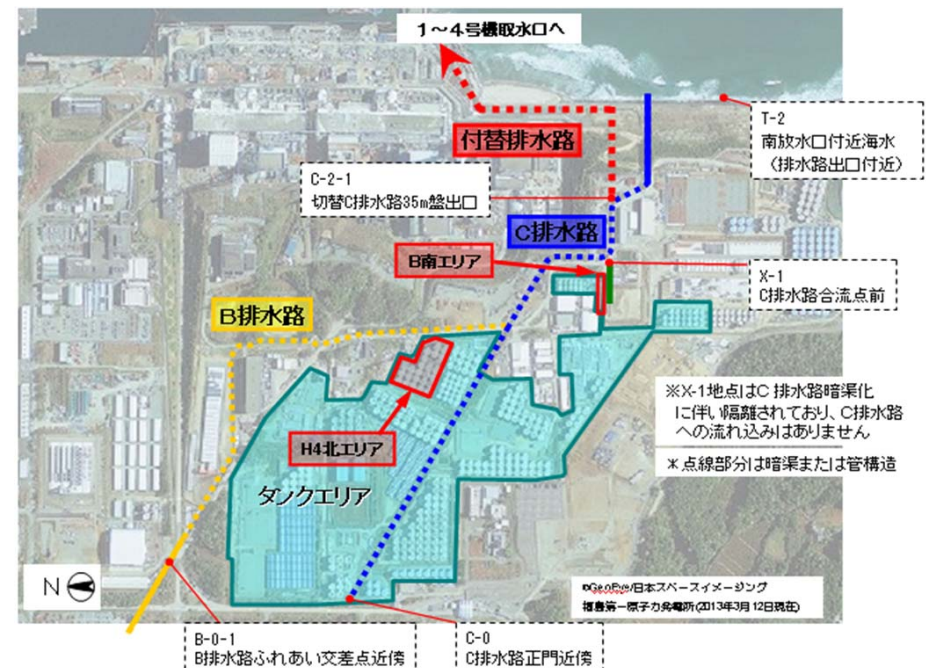 1～4号機取水口へ
T-2
南放水口付近海水
(排水路出口付近)
付替排水路
C-2-1
切替C排水路35m盤出口
C排水路
B南エリア
X-1
C排水路合流点前
B排水路
※X-1地点はC排水路暗渠化
に伴い隔離されており、C排水路
への流れ込みはありません
＊点線部分は暗渠または管構造
H4北エリア
タンクエリア
N
©GeoEye/日本スペースイメージング
福島第一原子力発電所(2013年3月12日現在)
B-0-1
B排水路ふれあい交差点近傍
C-0
C排水路正門近傍